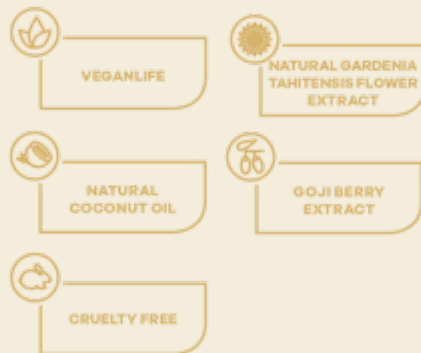 VEGANLIFE
NATURAL GARDENIA
TAHITENSIS FLOWER
EXTRACT
NATURAL
COCONUT OIL
GOJI BERRY
EXTRACT
CRUELTY FREE